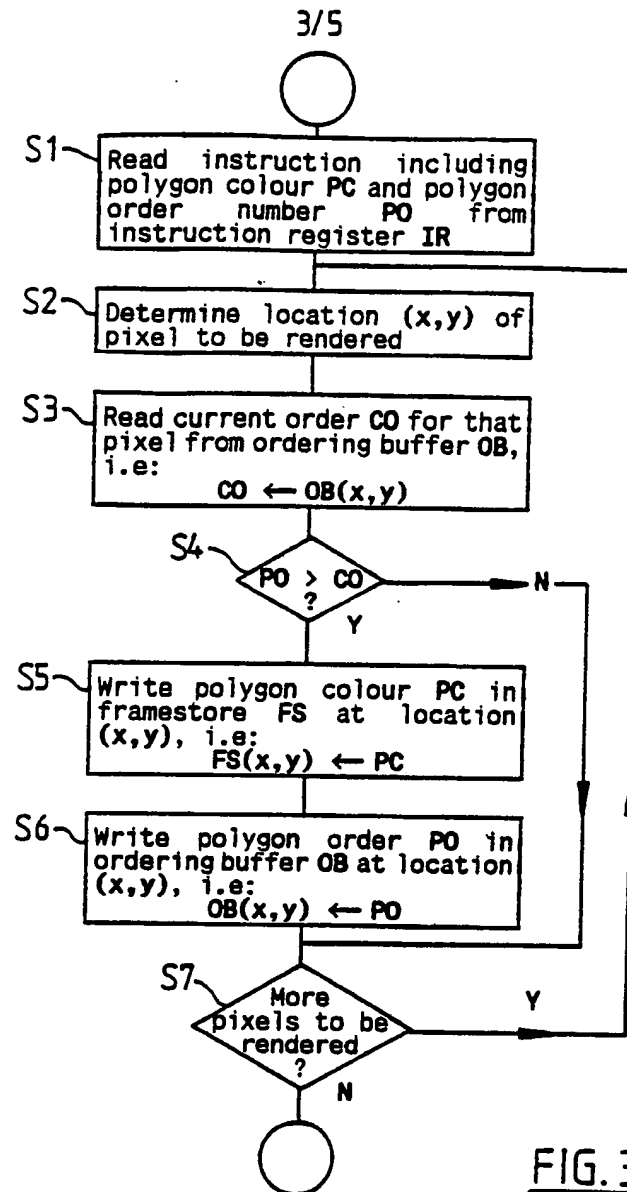 3/5
S1
Read instruction including
polygon colour PC and polygon
order number PO from
instruction register IR
S2
Determine location (x,y) of
pixel to be rendered
S3
Read current order CO for that
pixel from ordering buffer OB,
i.e:
CO ← OB(x,y)
S4
PO > CO
?
N
Y
S5
Write polygon colour PC in
framestore FS at location
(x,y), i.e:
FS(x,y) ← PC
S6
Write polygon order PO in
ordering buffer OB at location
(x,y), i.e:
OB(x,y) ← PO
S7
More
pixels to be
rendered
?
Y
N
FIG. 3